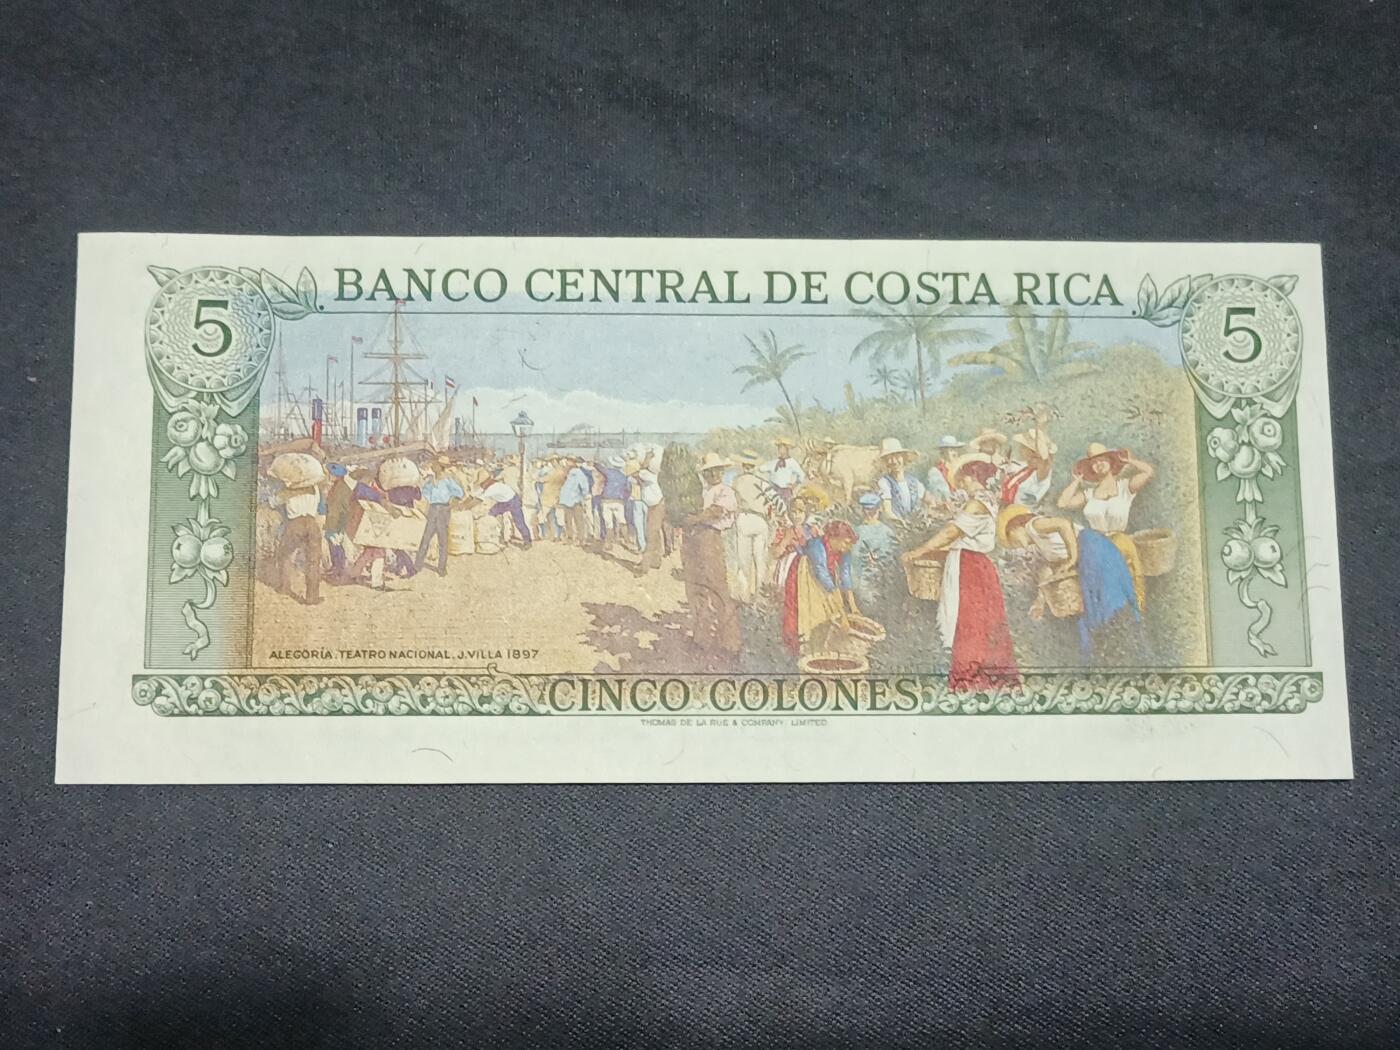 BANCO CENTRAL DE COSTA RICA
5 5
ALEGORÍA. TEATRO NACIONAL. J. VILLA 1897
CINCO COLONES
THOMAS DE LA RUE & COMPANY, LIMITED.